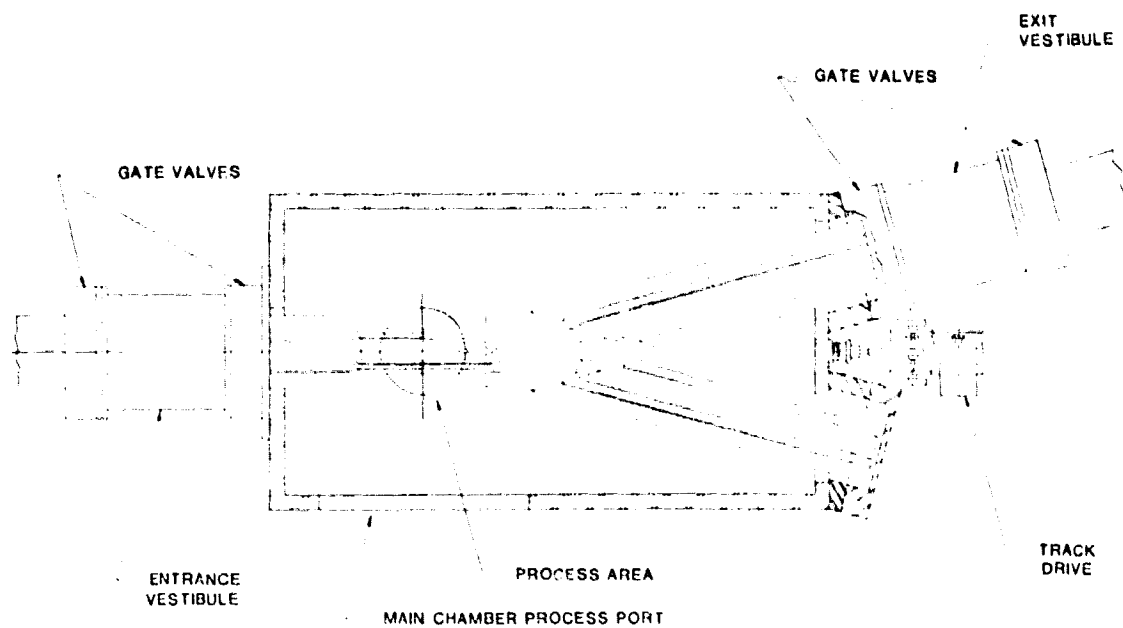 EXIT
VESTIBULE
GATE VALVES
GATE VALVES
TRACK
DRIVE
PROCESS AREA
ENTRANCE
VESTIBULE
MAIN CHAMBER PROCESS PORT